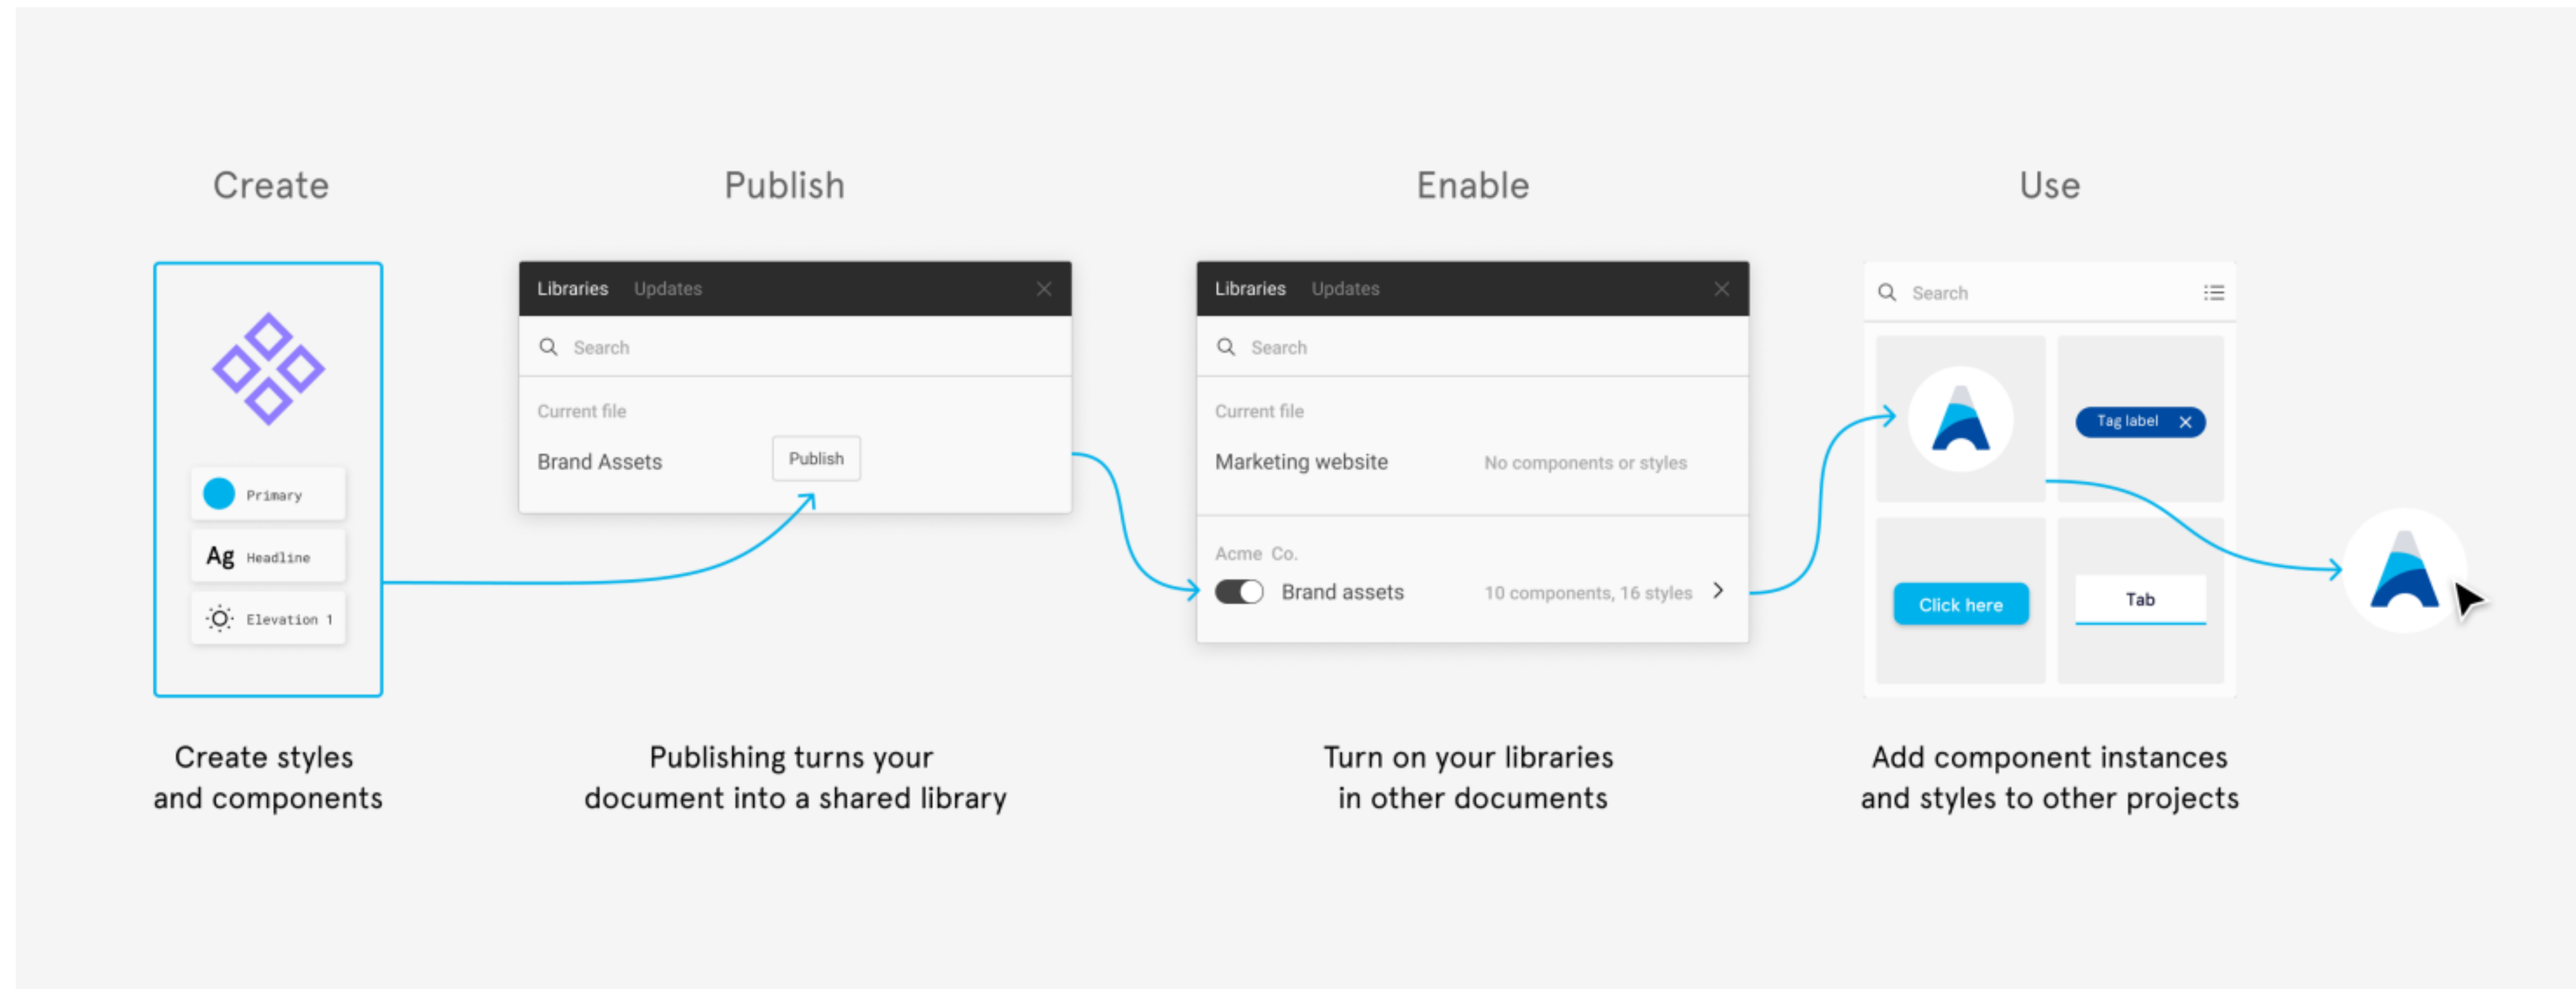 Create
Publish
Enable
Use
Primary
Ag Headline
Elevation 1
Create styles
and components
Libraries Updates
Search
Current file
Brand Assets Publish
Publishing turns your
document into a shared library
Libraries Updates
Search
Current file
Marketing website No components or styles
Acme Co.
Brand assets 10 components, 16 styles
Turn on your libraries
in other documents
Search
Tag label
Click here
Tab
Add component instances
and styles to other projects